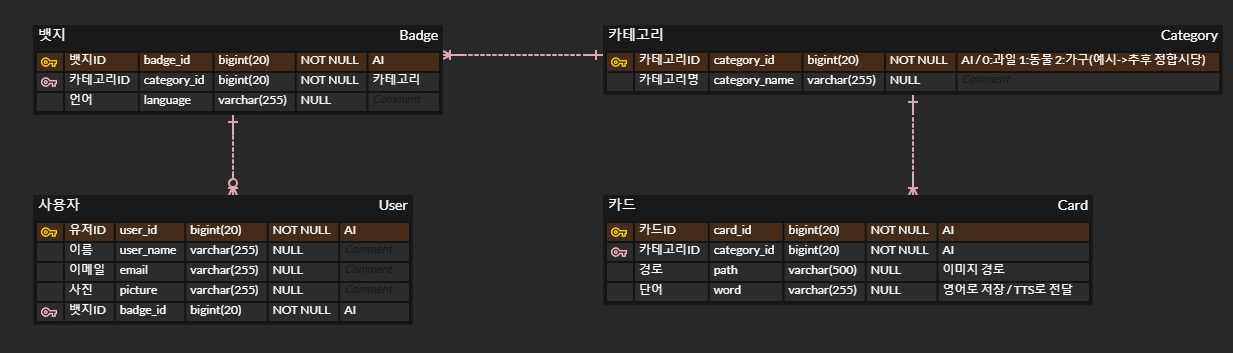 뱃지 Badge
뱃지ID badge_id bigint(20) NOT NULL AI
카테고리ID category_id bigint(20) NOT NULL 카테고리
언어 language varchar(255) NULL Comment
카테고리 Category
카테고리ID category_id bigint(20) NOT NULL AI / 0:과일 1:동물 2:가구(예시->추후 정합시당)
카테고리명 category_name varchar(255) NULL Comment
사용자 User
유저ID user_id bigint(20) NOT NULL AI
이름 user_name varchar(255) NULL Comment
이메일 email varchar(255) NULL Comment
사진 picture varchar(255) NULL Comment
뱃지ID badge_id bigint(20) NOT NULL AI
카드 Card
카드ID card_id bigint(20) NOT NULL AI
카테고리ID category_id bigint(20) NOT NULL AI
경로 path varchar(500) NULL 이미지 경로
단어 word varchar(255) NULL 영어로 저장 / TTS로 전달